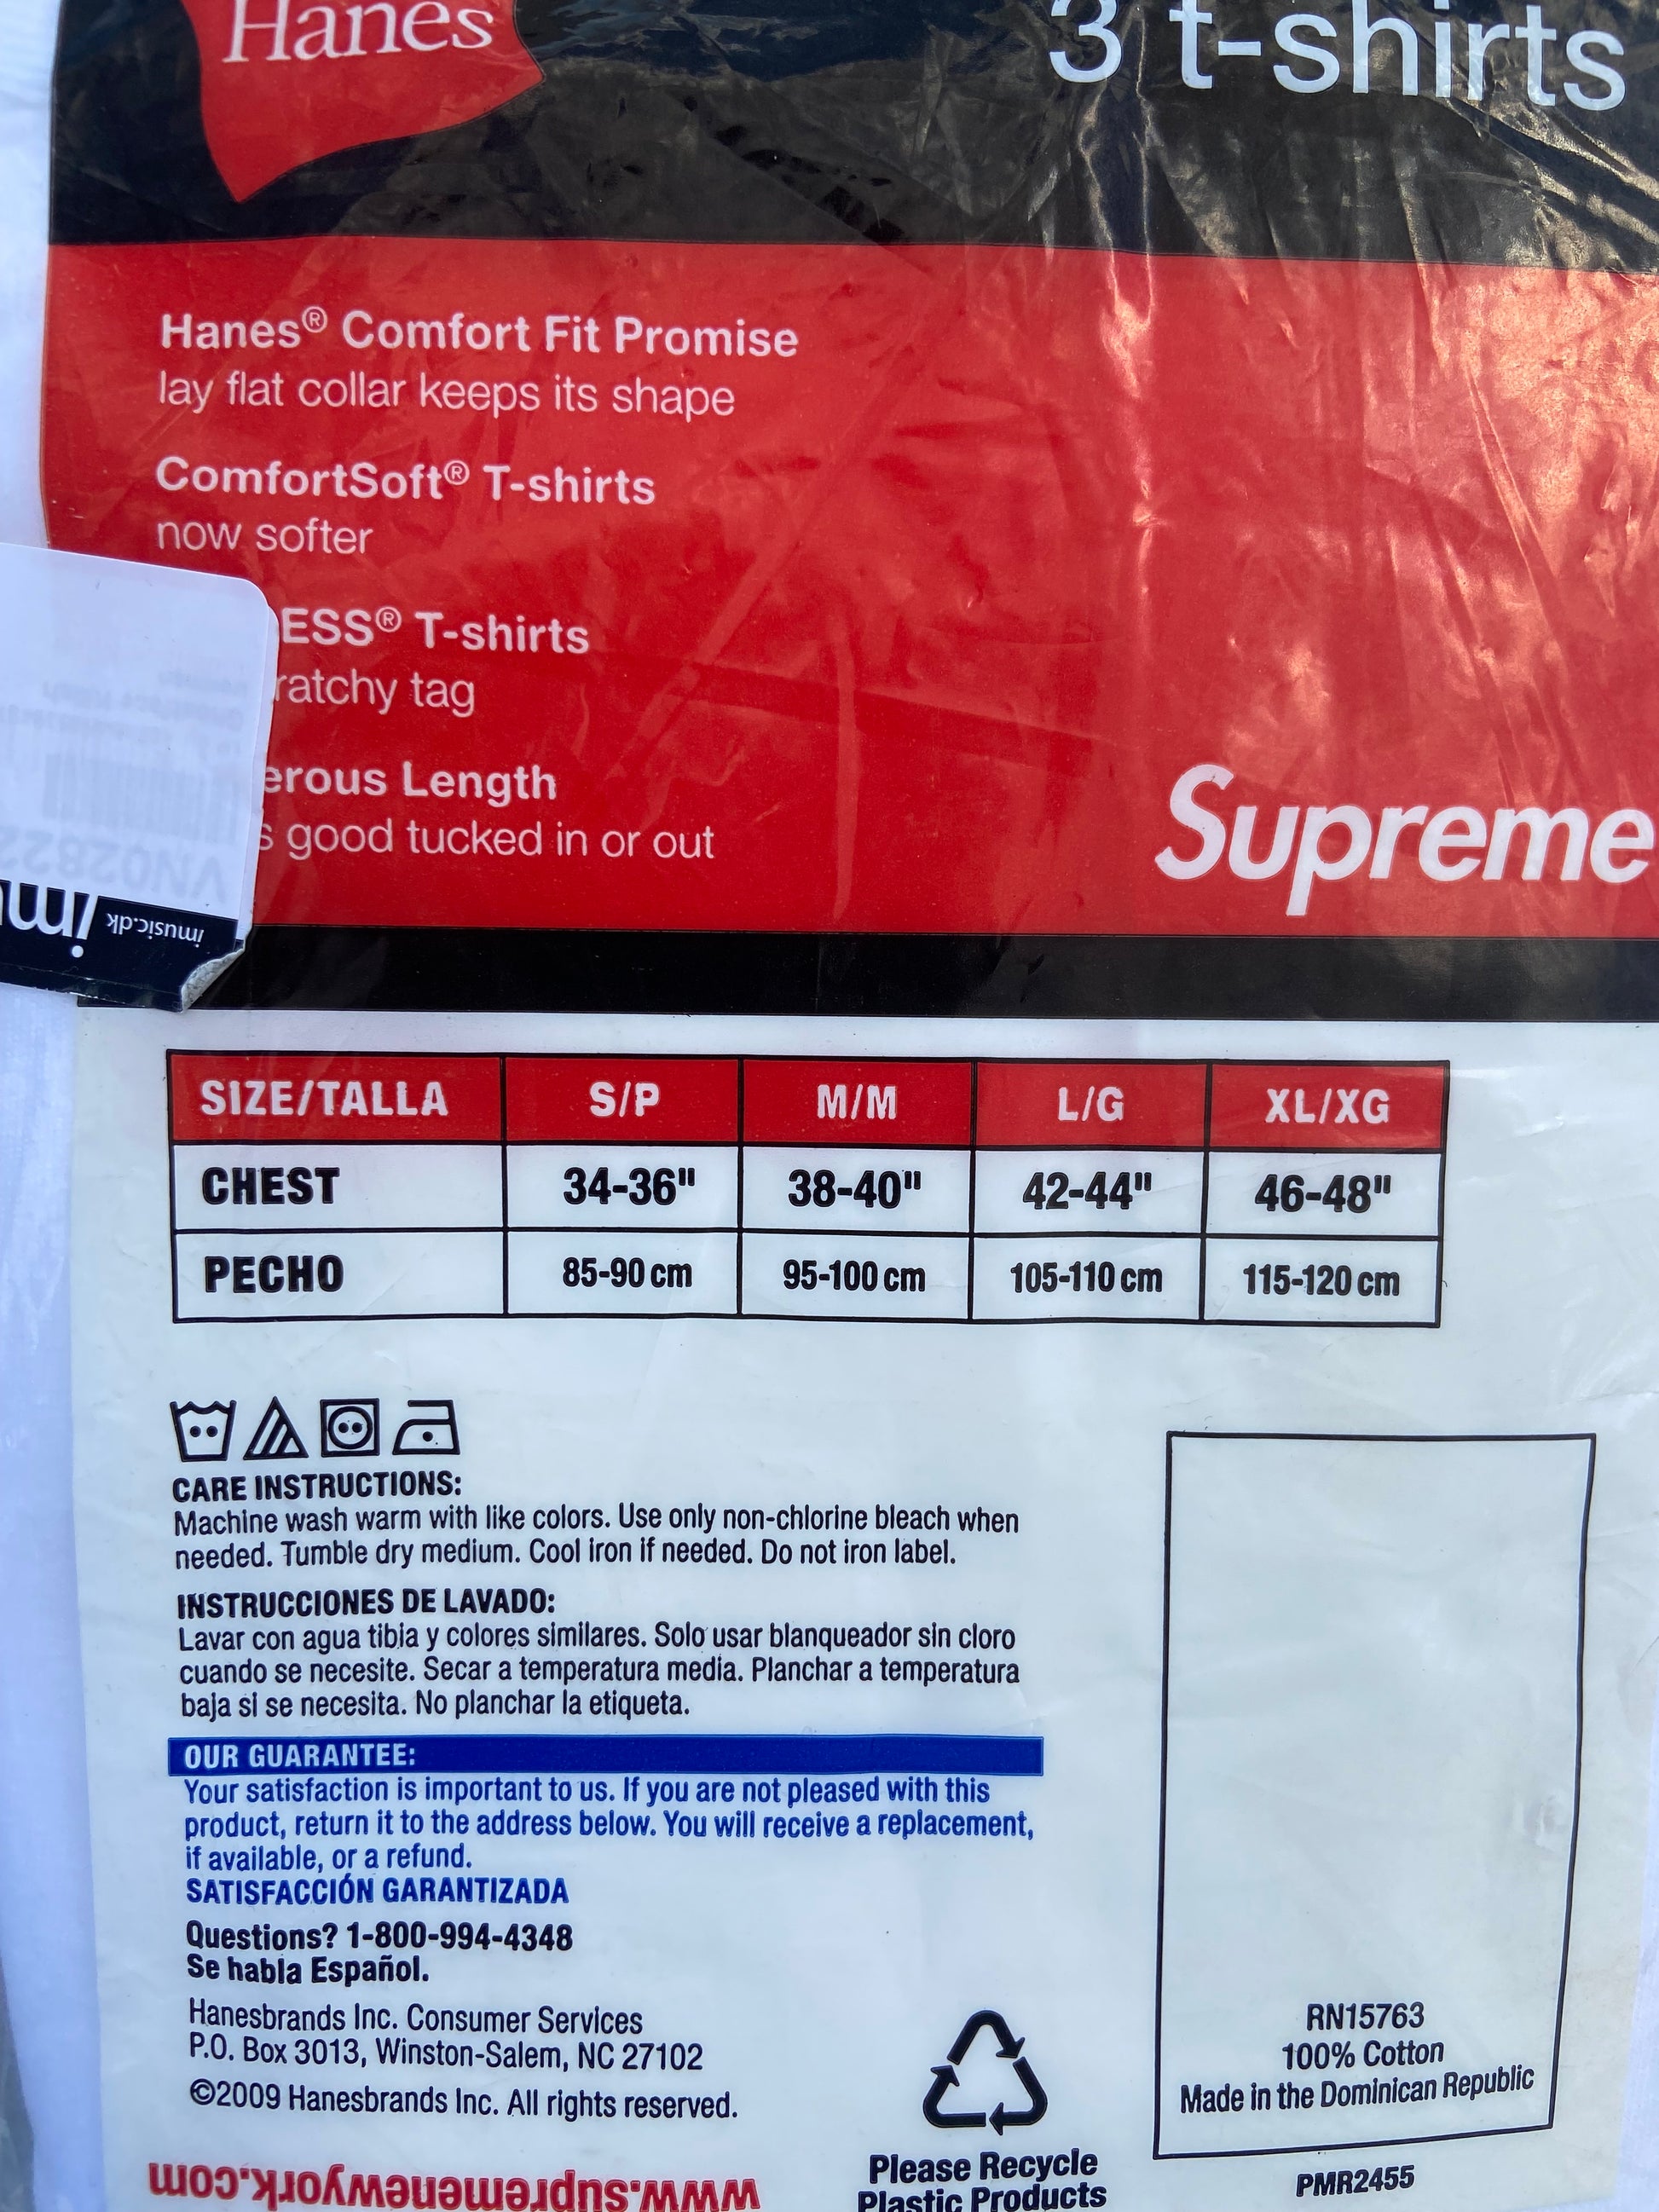 Hanes
3 t-shirts
Hanes® Comfort Fit Promise
lay flat collar keeps its shape
ComfortSoft® T-shirts
now softer
ESS® T-shirts
ratchy tag
erous Length
s good tucked in or out
Supreme
imusic.dk
SIZE/TALLA S/P M/M L/G XL/XG
CHEST 34-36" 38-40" 42-44" 46-48"
PECHO 85-90 cm 95-100 cm 105-110 cm 115-120 cm
CARE INSTRUCTIONS:
Machine wash warm with like colors. Use only non-chlorine bleach when
needed. Tumble dry medium. Cool iron if needed. Do not iron label.
INSTRUCCIONES DE LAVADO:
Lavar con agua tibia y colores similares. Solo usar blanqueador sin cloro
cuando se necesite. Secar a temperatura media. Planchar a temperatura
baja si se necesita. No planchar la etiqueta.
OUR GUARANTEE:
Your satisfaction is important to us. If you are not pleased with this
product, return it to the address below. You will receive a replacement,
if available, or a refund.
SATISFACCIÓN GARANTIZADA
Questions? 1-800-994-4348
Se habla Español.
Hanesbrands Inc. Consumer Services
P.O. Box 3013, Winston-Salem, NC 27102
©2009 Hanesbrands Inc. All rights reserved.
www.supremenewyork.com
Please Recycle
Plastic Products
RN15763
100% Cotton
Made in the Dominican Republic
PMR2455